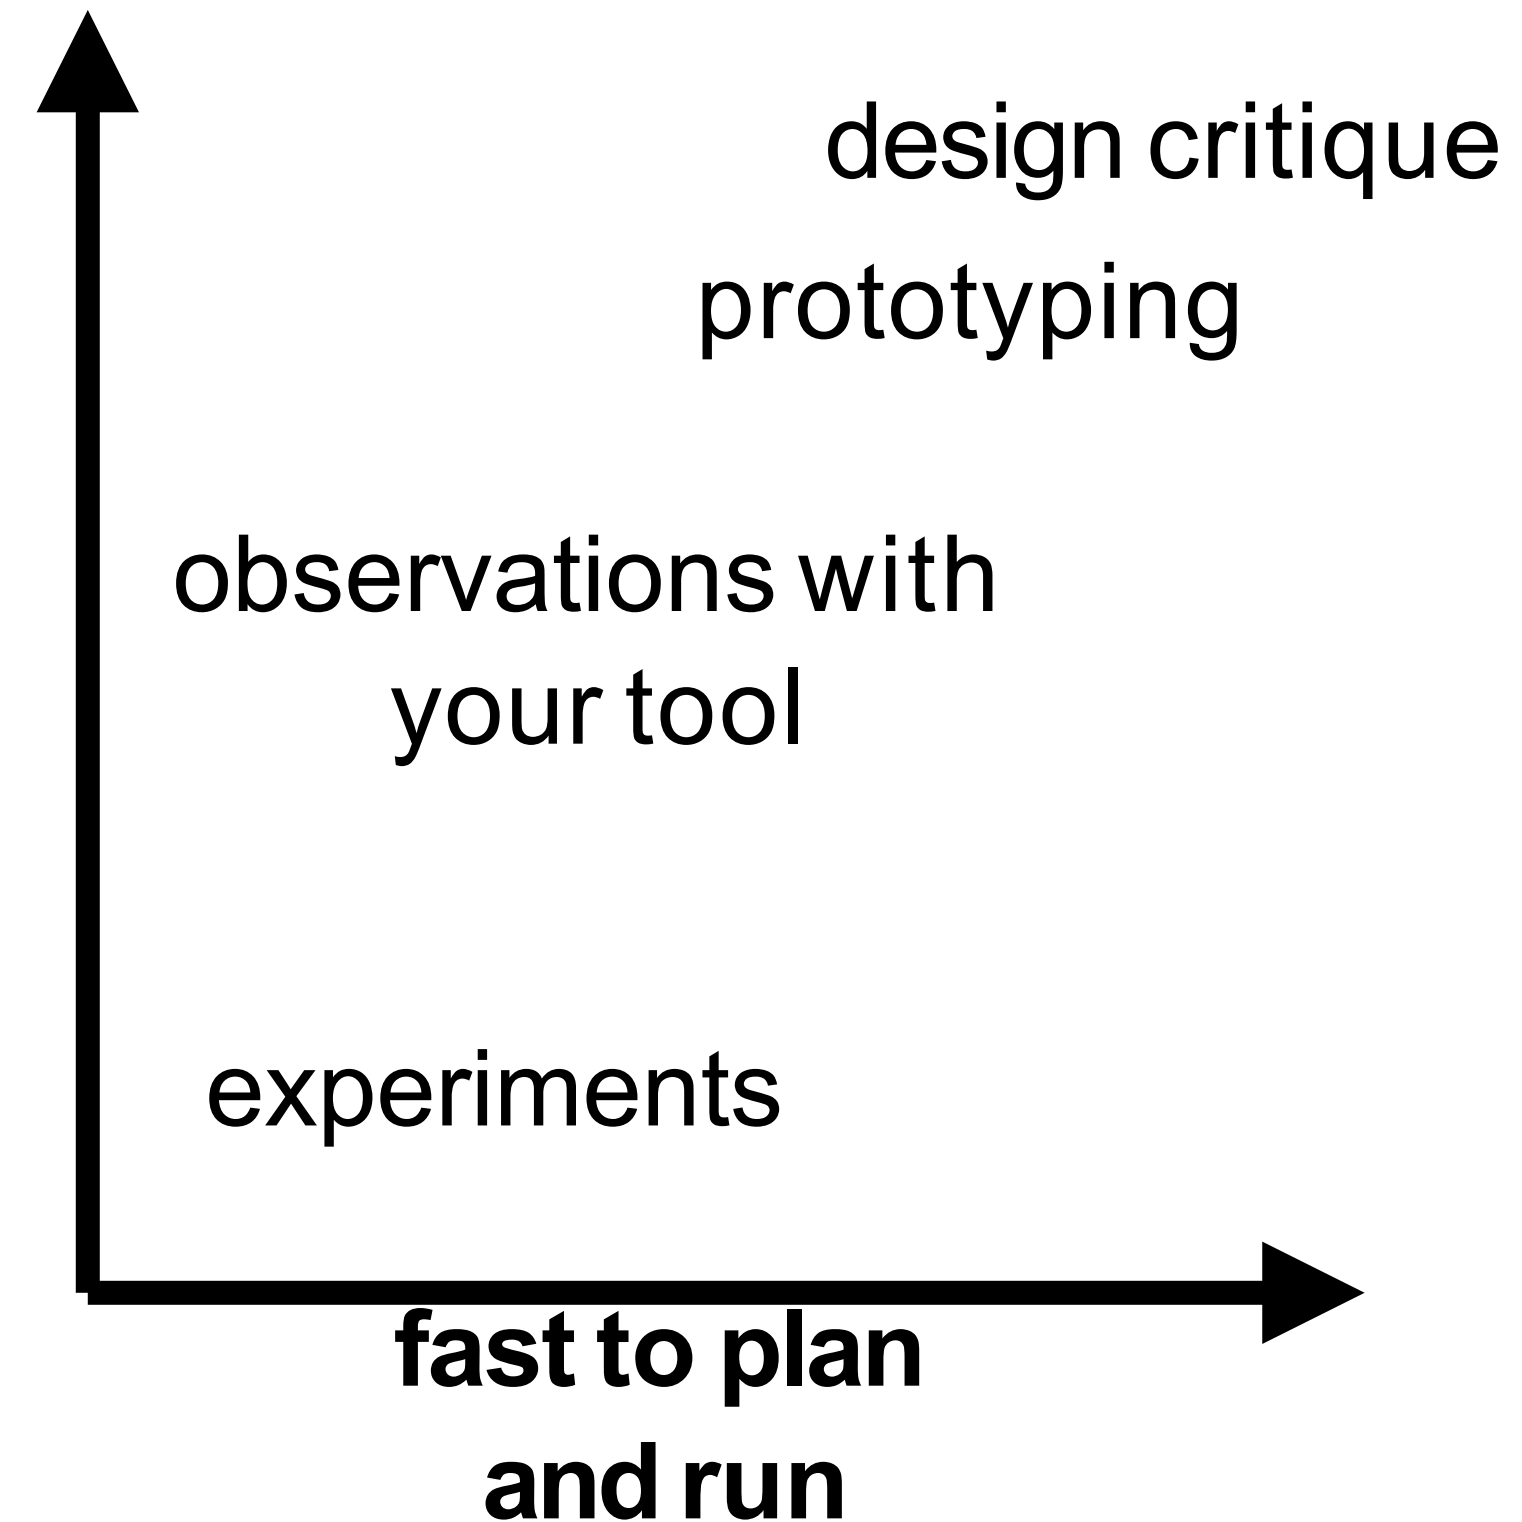 design critique
prototyping
observations with
your tool
experiments
fast to plan
and run